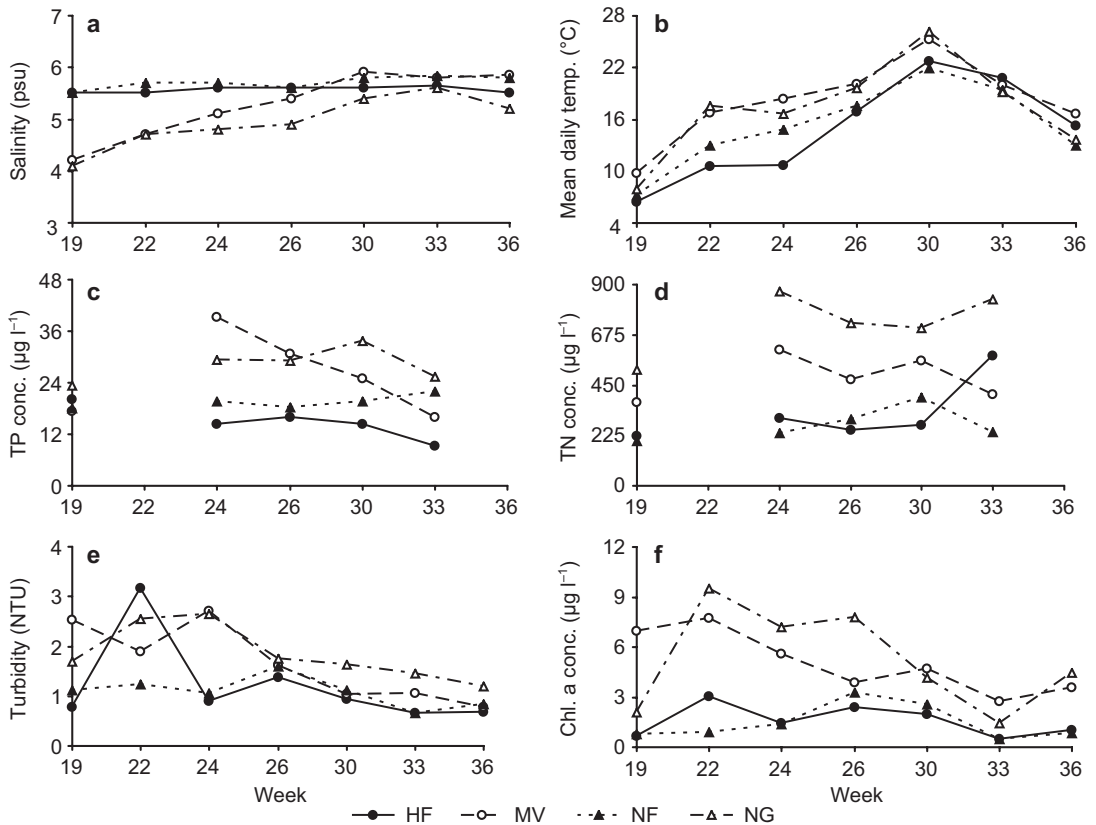 a
Salinity (psu)
7
6
5
4
3
19 22 24 26 30 33 36
b
Mean daily temp. (°C)
28
22
16
10
4
19 22 24 26 30 33 36
c
TP conc. (µg l⁻¹)
48
36
24
12
0
19 22 24 26 30 33 36
d
TN conc. (µg l⁻¹)
900
675
450
225
0
19 22 24 26 30 33 36
e
Turbidity (NTU)
4
3
2
1
0
19 22 24 26 30 33 36
Week
f
Chl. a conc. (µg l⁻¹)
12
9
6
3
0
19 22 24 26 30 33 36
Week
HF MV NF NG